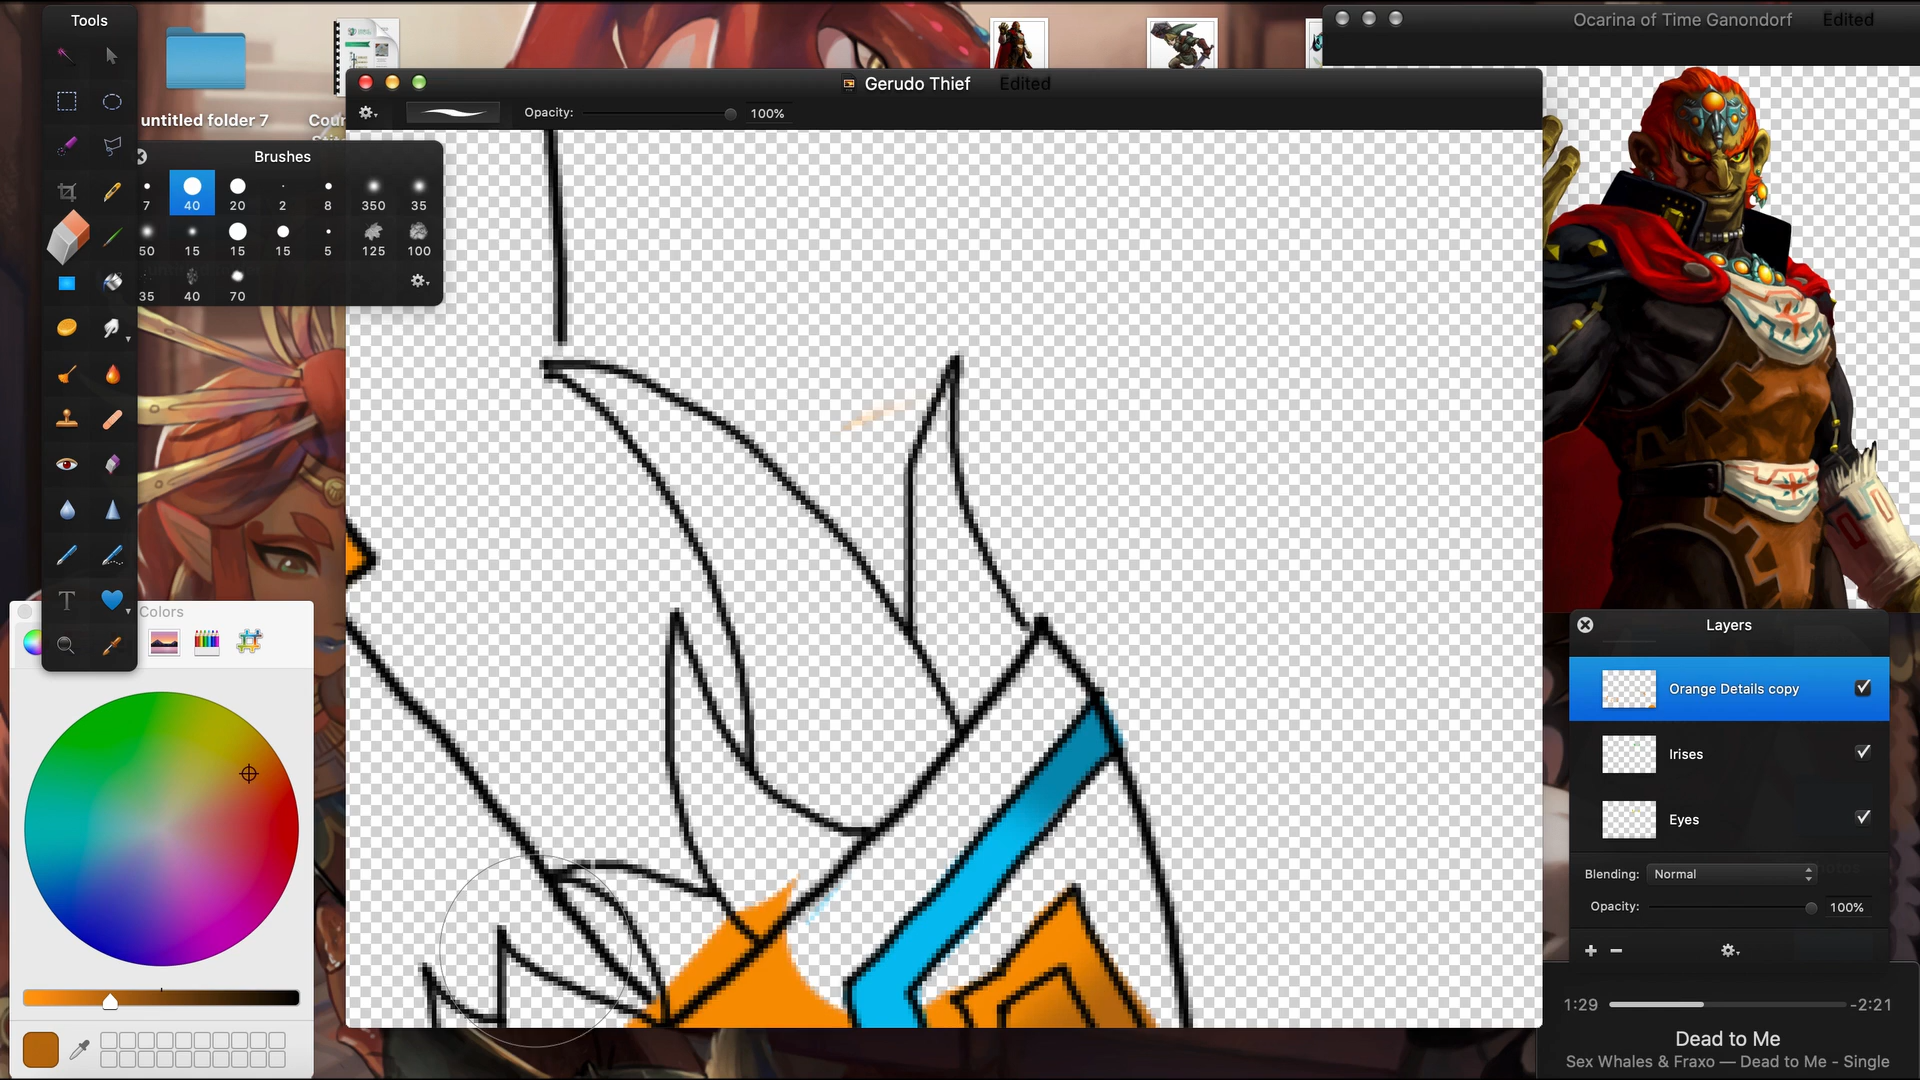 Tools
untitled folder 7
Cour
Gerudo Thief
Edited
Opacity:
100%
Brushes
7 40 20 2 8 350 35
50 15 15 15 5 125 100
35 40 70
Colors
Ocarina of Time Ganondorf
Edited
Layers
Orange Details copy
Irises
Eyes
Blending: Normal
Opacity: 100%
1:29
-2:21
Dead to Me
Sex Whales & Fraxo — Dead to Me - Single